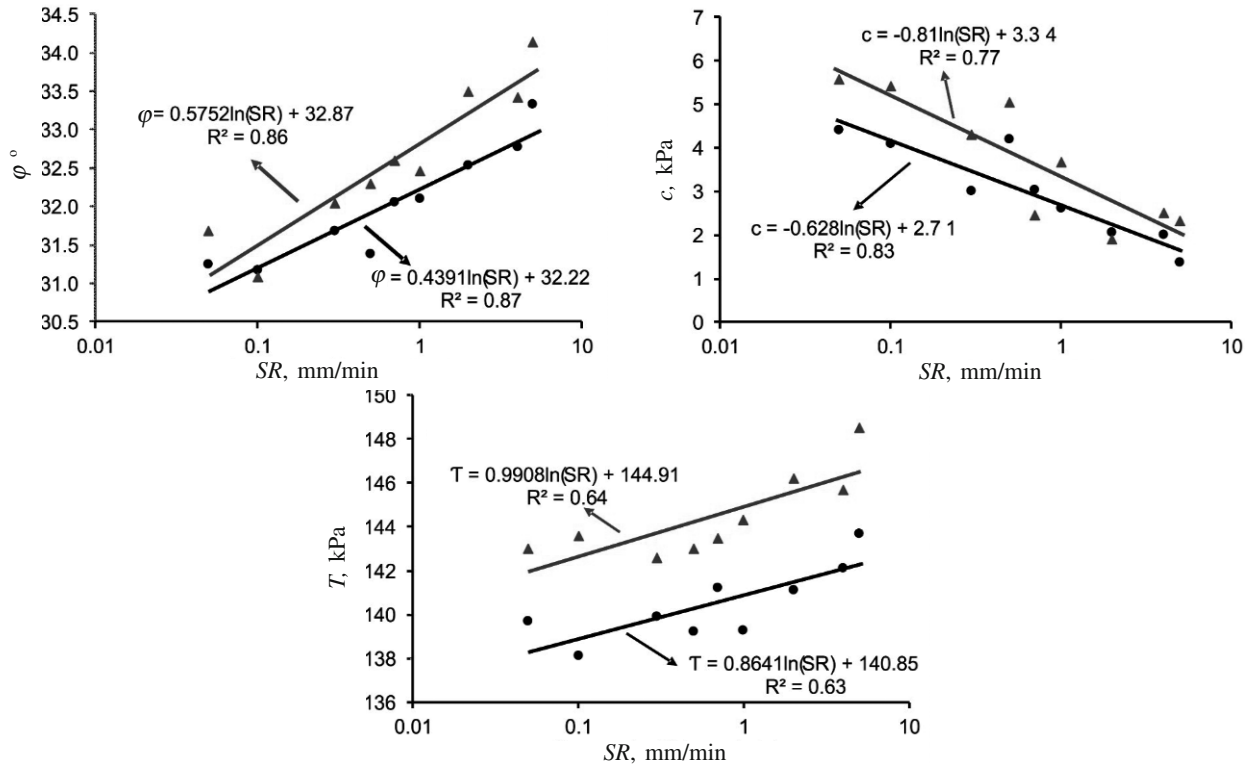 34.5
34.0
33.5
33.0
32.5
32.0
31.5
31.0
30.5
φ °
φ= 0.5752ln(SR) + 32.87
R² = 0.86
φ = 0.4391ln(SR) + 32.22
R² = 0.87
0.01 0.1 1 10
SR, mm/min
7
6
5
4
3
2
1
0
c, kPa
c = -0.81ln(SR) + 3.3 4
R² = 0.77
c = -0.628ln(SR) + 2.7 1
R² = 0.83
0.01 0.1 1 10
SR, mm/min
150
148
146
144
142
140
138
136
T, kPa
T = 0.9908ln(SR) + 144.91
R² = 0.64
T = 0.8641ln(SR) + 140.85
R² = 0.63
0.01 0.1 1 10
SR, mm/min